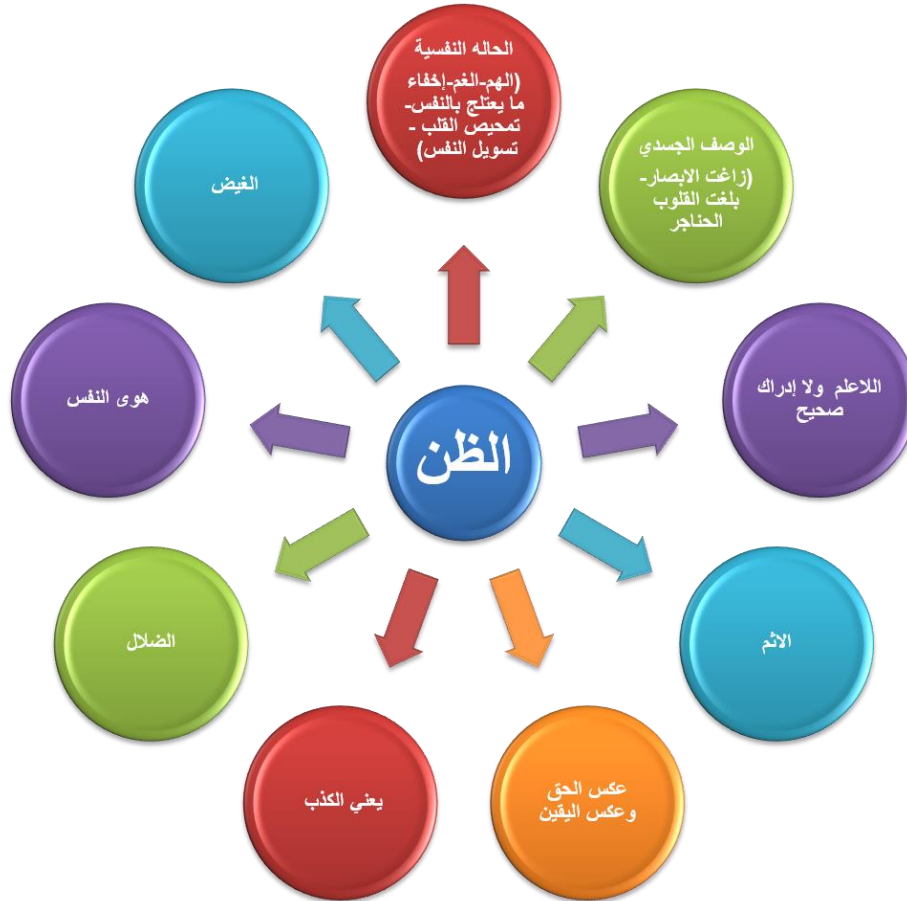 الحاله النفسية
(الهم-الغم-إخفاء
ما يعتلج بالنفس-
تمحيص القلب -
تسويل النفس)
الوصف الجسدي
(زاغت الابصار-
بلغت القلوب
الحناجر
اللاعلم ولا إدراك
صحيح
الاثم
عكس الحق
وعكس اليقين
يعني الكذب
الضلال
هوى النفس
الغيض
الظن